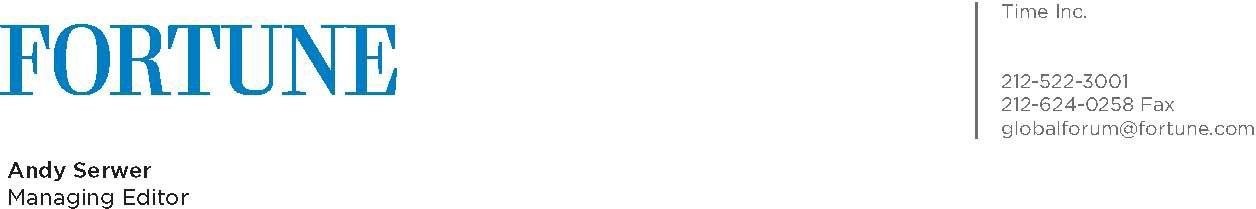 FORTUNE
Time Inc.
212-522-3001
212-624-0258 Fax
globalforum@fortune.com
Andy Serwer
Managing Editor